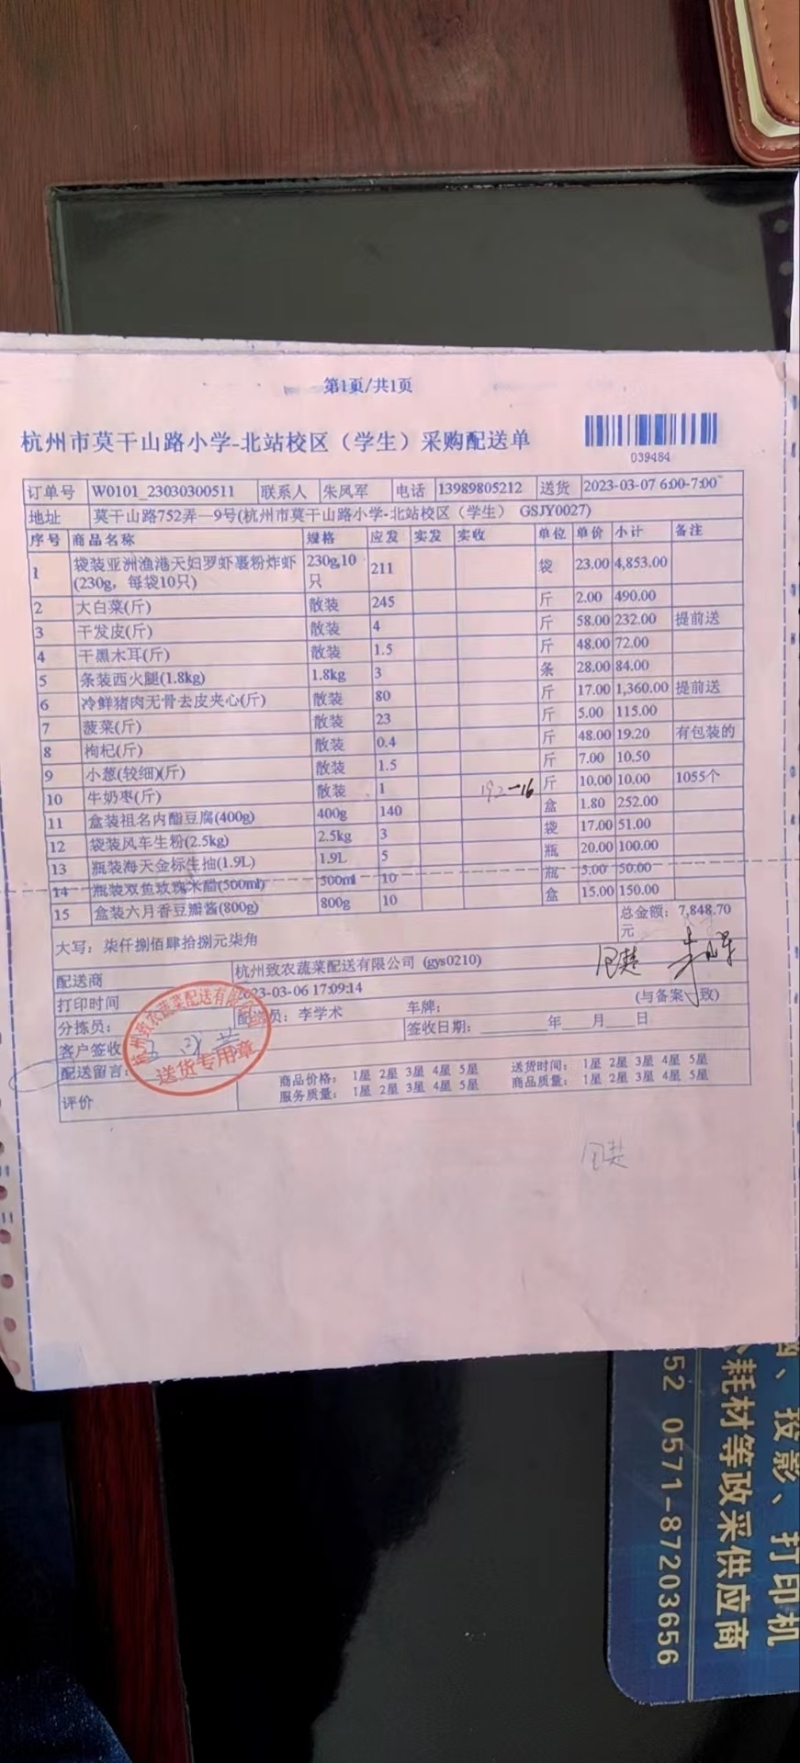 第1页/共1页
杭州市莫干山路小学-北站校区（学生）采购配送单
039484
订单号 W0101_23030300511 联系人 朱凤军 电话 13989805212 送货 2023-03-07 6:00-7:00
地址 莫干山路752弄—9号(杭州市莫干山路小学-北站校区（学生） GSJY0027)
序号 商品名称 规格 应发 实发 实收 单位 单价 小计 备注
1 袋装亚洲渔港天妇罗虾裹粉炸虾(230g，每袋10只) 230g,10只 211 袋 23.00 4,853.00
2 大白菜(斤) 散装 245 斤 2.00 490.00
3 干发皮(斤) 散装 4 斤 58.00 232.00 提前送
4 干黑木耳(斤) 散装 1.5 斤 48.00 72.00
5 条装西火腿(1.8kg) 1.8kg 3 条 28.00 84.00
6 冷鲜猪肉无骨去皮夹心(斤) 散装 80 斤 17.00 1,360.00 提前送
7 菠菜(斤) 散装 23 斤 5.00 115.00
8 枸杞(斤) 散装 0.4 斤 48.00 19.20 有包装的
9 小葱(较细)(斤) 散装 1.5 斤 7.00 10.50
10 牛奶枣(斤) 散装 1 斤 10.00 10.00 1055个
11 盒装祖名内酯豆腐(400g) 400g 140 盒 1.80 252.00
12 袋装风车生粉(2.5kg) 2.5kg 3 袋 17.00 51.00
13 瓶装海天金标生抽(1.9L) 1.9L 5 瓶 20.00 100.00
14 瓶装双鱼玫瑰米醋(500ml) 500ml 10 瓶 5.00 50.00
15 盒装六月香豆瓣酱(800g) 800g 10 盒 15.00 150.00
大写：柒仟捌佰肆拾捌元柒角 总金额：7,848.70元
配送商 杭州致农蔬菜配送有限公司 (gys0210)
打印时间 2023-03-06 17:09:14 (与备案一致)
分拣员： 配送员：李学术 车牌：
客户签收 签收日期： 年 月 日
配送留言：
杭州致农蔬菜配送有限公司
送货专用章
评价 商品价格： 1星 2星 3星 4星 5星 送货时间： 1星 2星 3星 4星 5星
服务质量： 1星 2星 3星 4星 5星 商品质量： 1星 2星 3星 4星 5星
、投影、打印机
耗材等政采供应商
52 0571-87203656